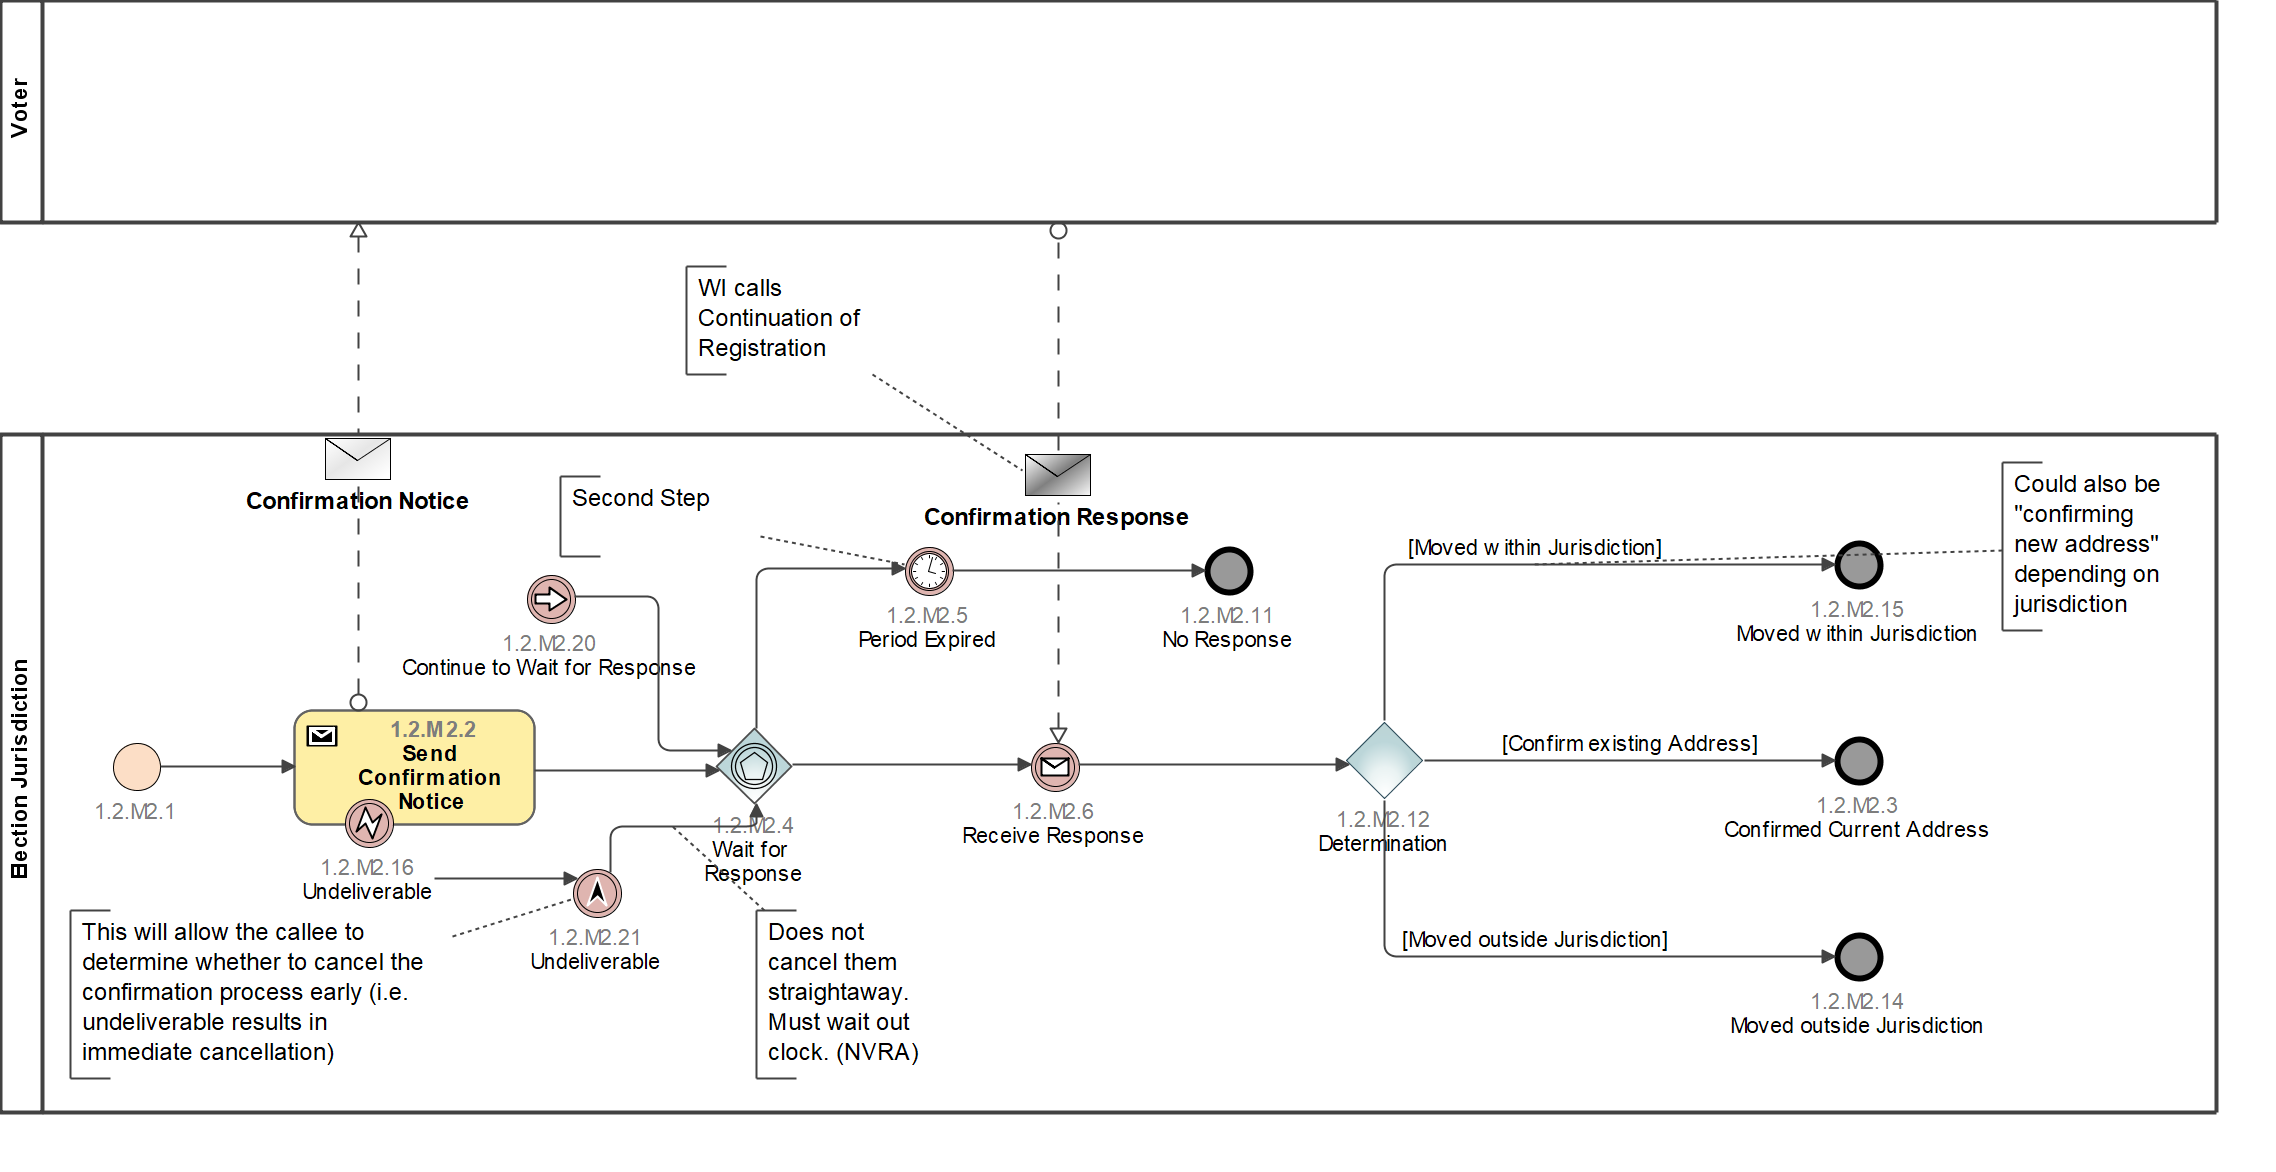 Voter
WI calls
Continuation of
Registration
Election Jurisdiction
Confirmation Notice
Second Step
Confirmation Response
Could also be
"confirming
new address"
depending on
jurisdiction
[Moved within Jurisdiction]
1.2.M2.5
Period Expired
1.2.M2.11
No Response
1.2.M2.15
Moved within Jurisdiction
1.2.M2.20
Continue to Wait for Response
1.2.M2.2
Send
Confirmation
Notice
[Confirm existing Address]
1.2.M2.1
1.2.M2.4
Wait for
Response
1.2.M2.6
Receive Response
1.2.M2.12
Determination
1.2.M2.3
Confirmed Current Address
1.2.M2.16
Undeliverable
1.2.M2.21
Undeliverable
This will allow the callee to
determine whether to cancel the
confirmation process early (i.e.
undeliverable results in
immediate cancellation)
Does not
cancel them
straightaway.
Must wait out
clock. (NVRA)
[Moved outside Jurisdiction]
1.2.M2.14
Moved outside Jurisdiction